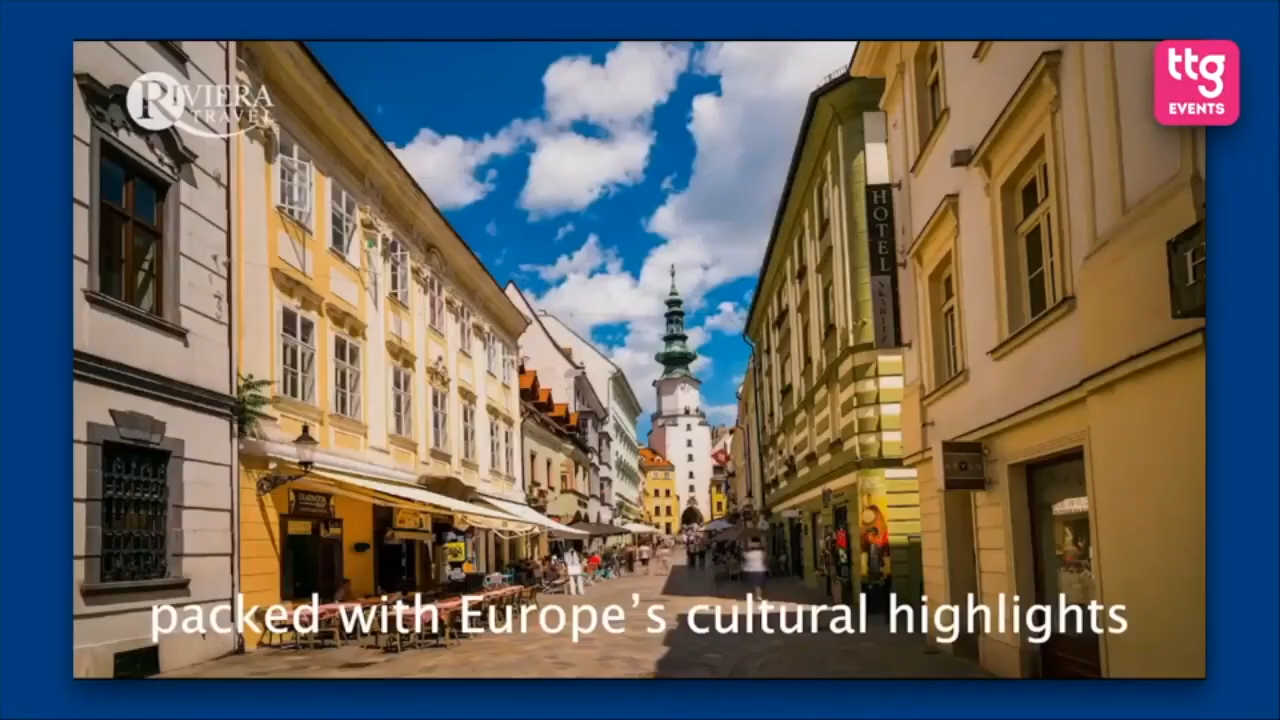 RIVIERA
TRAVEL
ttg
EVENTS
HOTEL
packed with Europe's cultural highlights